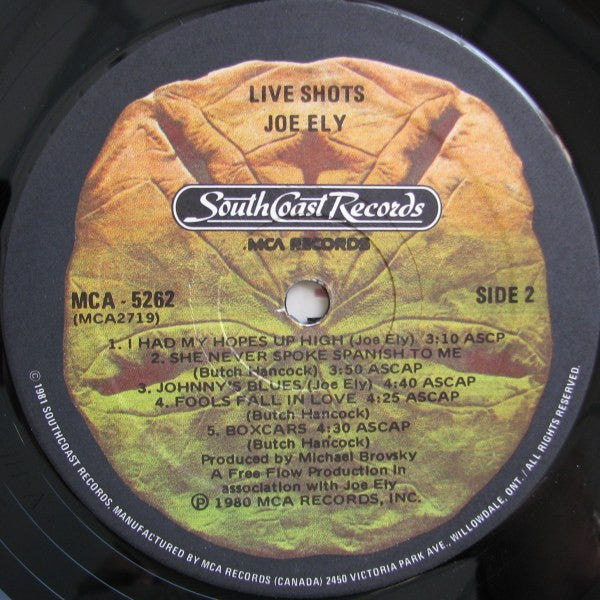 LIVE SHOTS
JOE ELY
SouthCoast Records
MCA RECORDS
MCA - 5262
(MCA2719)
SIDE 2
1. I HAD MY HOPES UP HIGH (Joe Ely) 3:10 ASCP
2. SHE NEVER SPOKE SPANISH TO ME
(Butch Hancock) 3:50 ASCAP
3. JOHNNY'S BLUES (Joe Ely) 4:40 ASCAP
4. FOOLS FALL IN LOVE 4:25 ASCAP
(Butch Hancock)
5. BOXCARS 4:30 ASCAP
(Butch Hancock)
Produced by Michael Brovsky
A Free Flow Production in
association with Joe Ely
℗ 1980 MCA RECORDS, INC.
© 1981 SOUTHCOAST RECORDS, MANUFACTURED BY MCA RECORDS (CANADA) 2450 VICTORIA PARK AVE., WILLOWDALE, ONT. / ALL RIGHTS RESERVED.